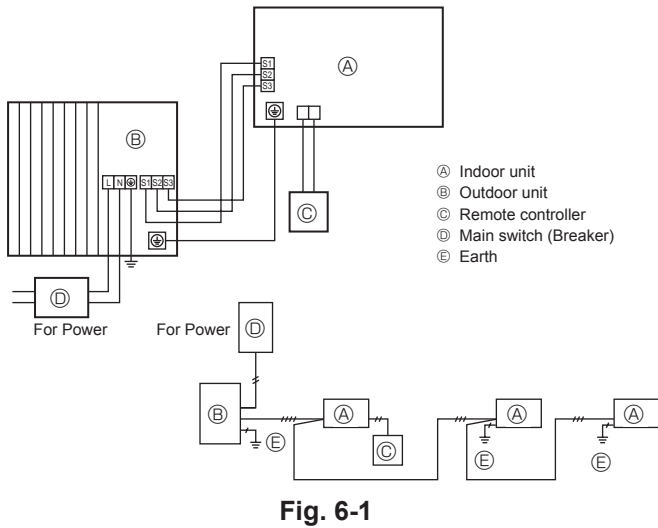 S1
S2
S3
Ⓐ
Ⓑ
L N S1 S2 S3
Ⓒ
Ⓓ
For Power
Ⓐ Indoor unit
Ⓑ Outdoor unit
Ⓒ Remote controller
Ⓓ Main switch (Breaker)
Ⓔ Earth
For Power Ⓓ
Ⓑ Ⓐ Ⓐ Ⓐ
Ⓔ Ⓒ Ⓔ Ⓔ
Fig. 6-1